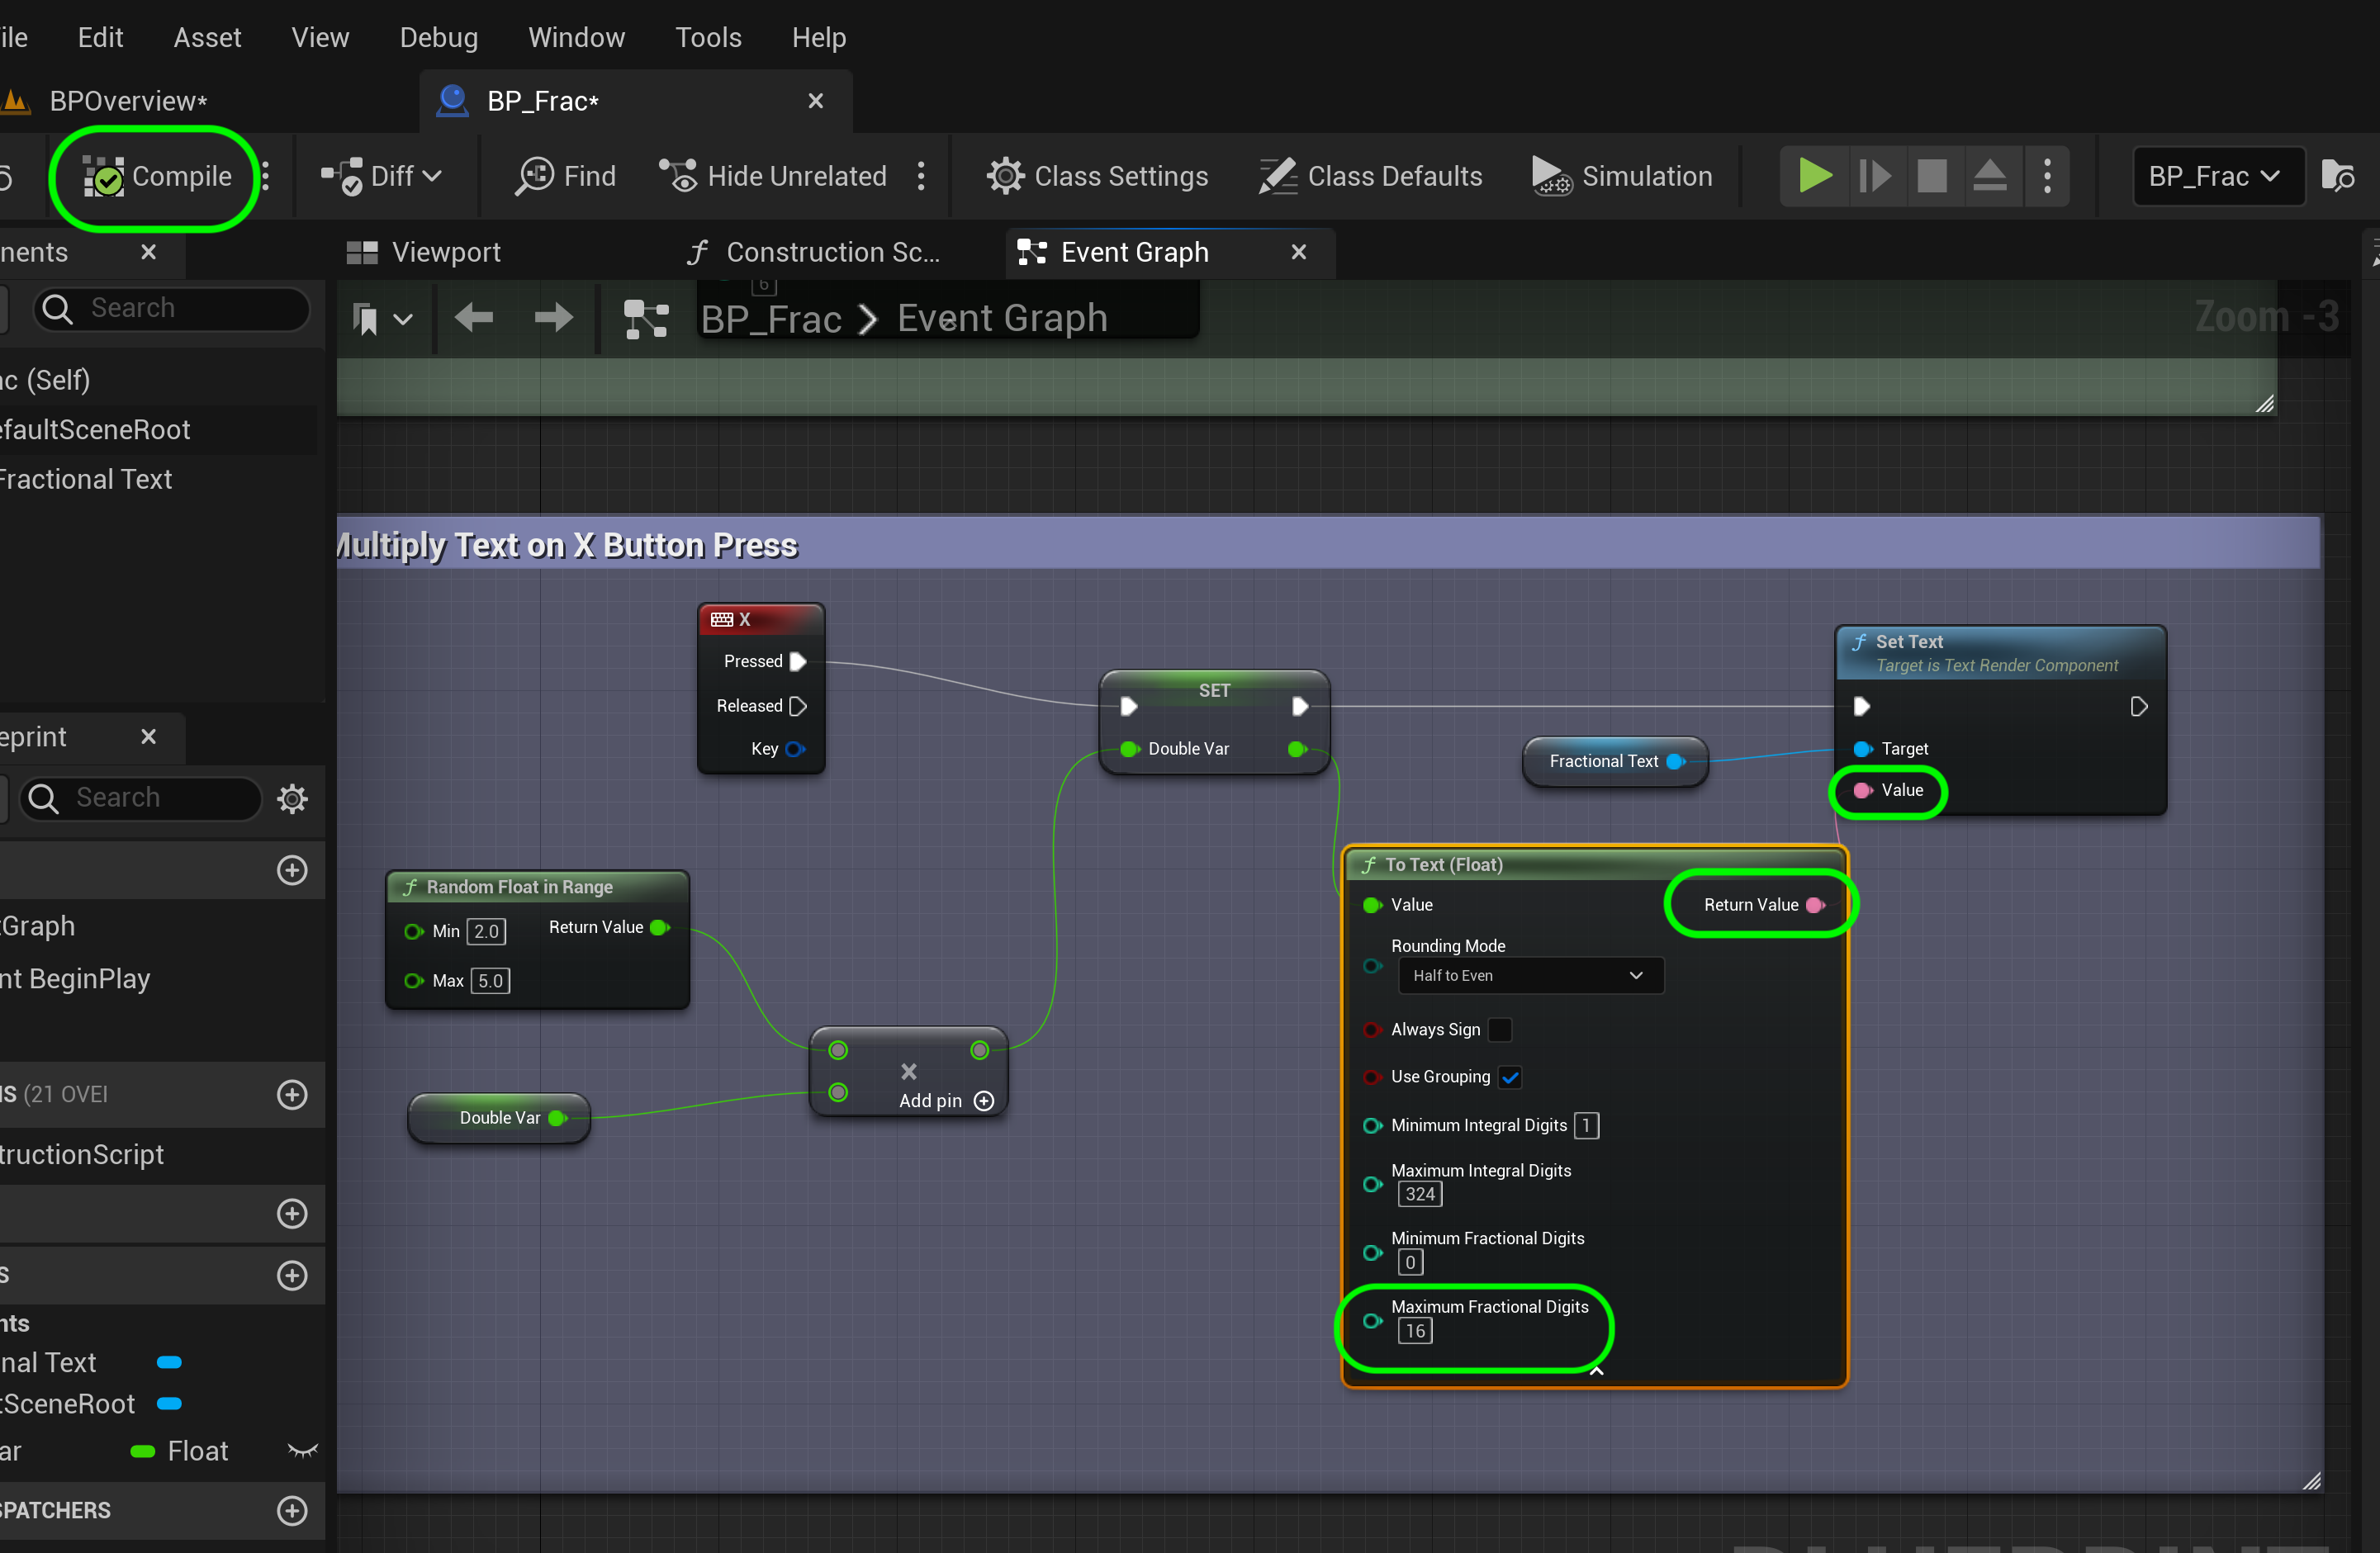 ile Edit Asset View Debug Window Tools Help
BPOverview* BP_Frac*
Compile Diff Find Hide Unrelated Class Settings Class Defaults Simulation BP_Frac
nents Viewport Construction Sc... Event Graph
Search
6
BP_Frac > Event Graph
Zoom -3
ac (Self)
efaultSceneRoot
Fractional Text
Multiply Text on X Button Press
X
Pressed
Released
Key
SET
Double Var
Fractional Text
Set Text
Target is Text Render Component
Target
Value
eprint
Search
tGraph
nt BeginPlay
NS (21 OVEI
tructionScript
S
nts
nal Text
tSceneRoot
ar Float
SPATCHERS
Random Float in Range
Min 2.0 Return Value
Max 5.0
Double Var
Add pin
To Text (Float)
Value Return Value
Rounding Mode
Half to Even
Always Sign
Use Grouping
Minimum Integral Digits 1
Maximum Integral Digits
324
Minimum Fractional Digits
0
Maximum Fractional Digits
16